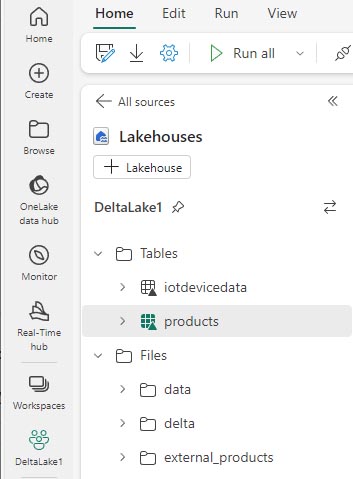 Home Edit Run View
Run all
Home
Create
Browse
OneLake
data hub
Monitor
Real-Time
hub
Workspaces
DeltaLake1
All sources
Lakehouses
Lakehouse
DeltaLake1
Tables
iotdevicedata
products
Files
data
delta
external_products